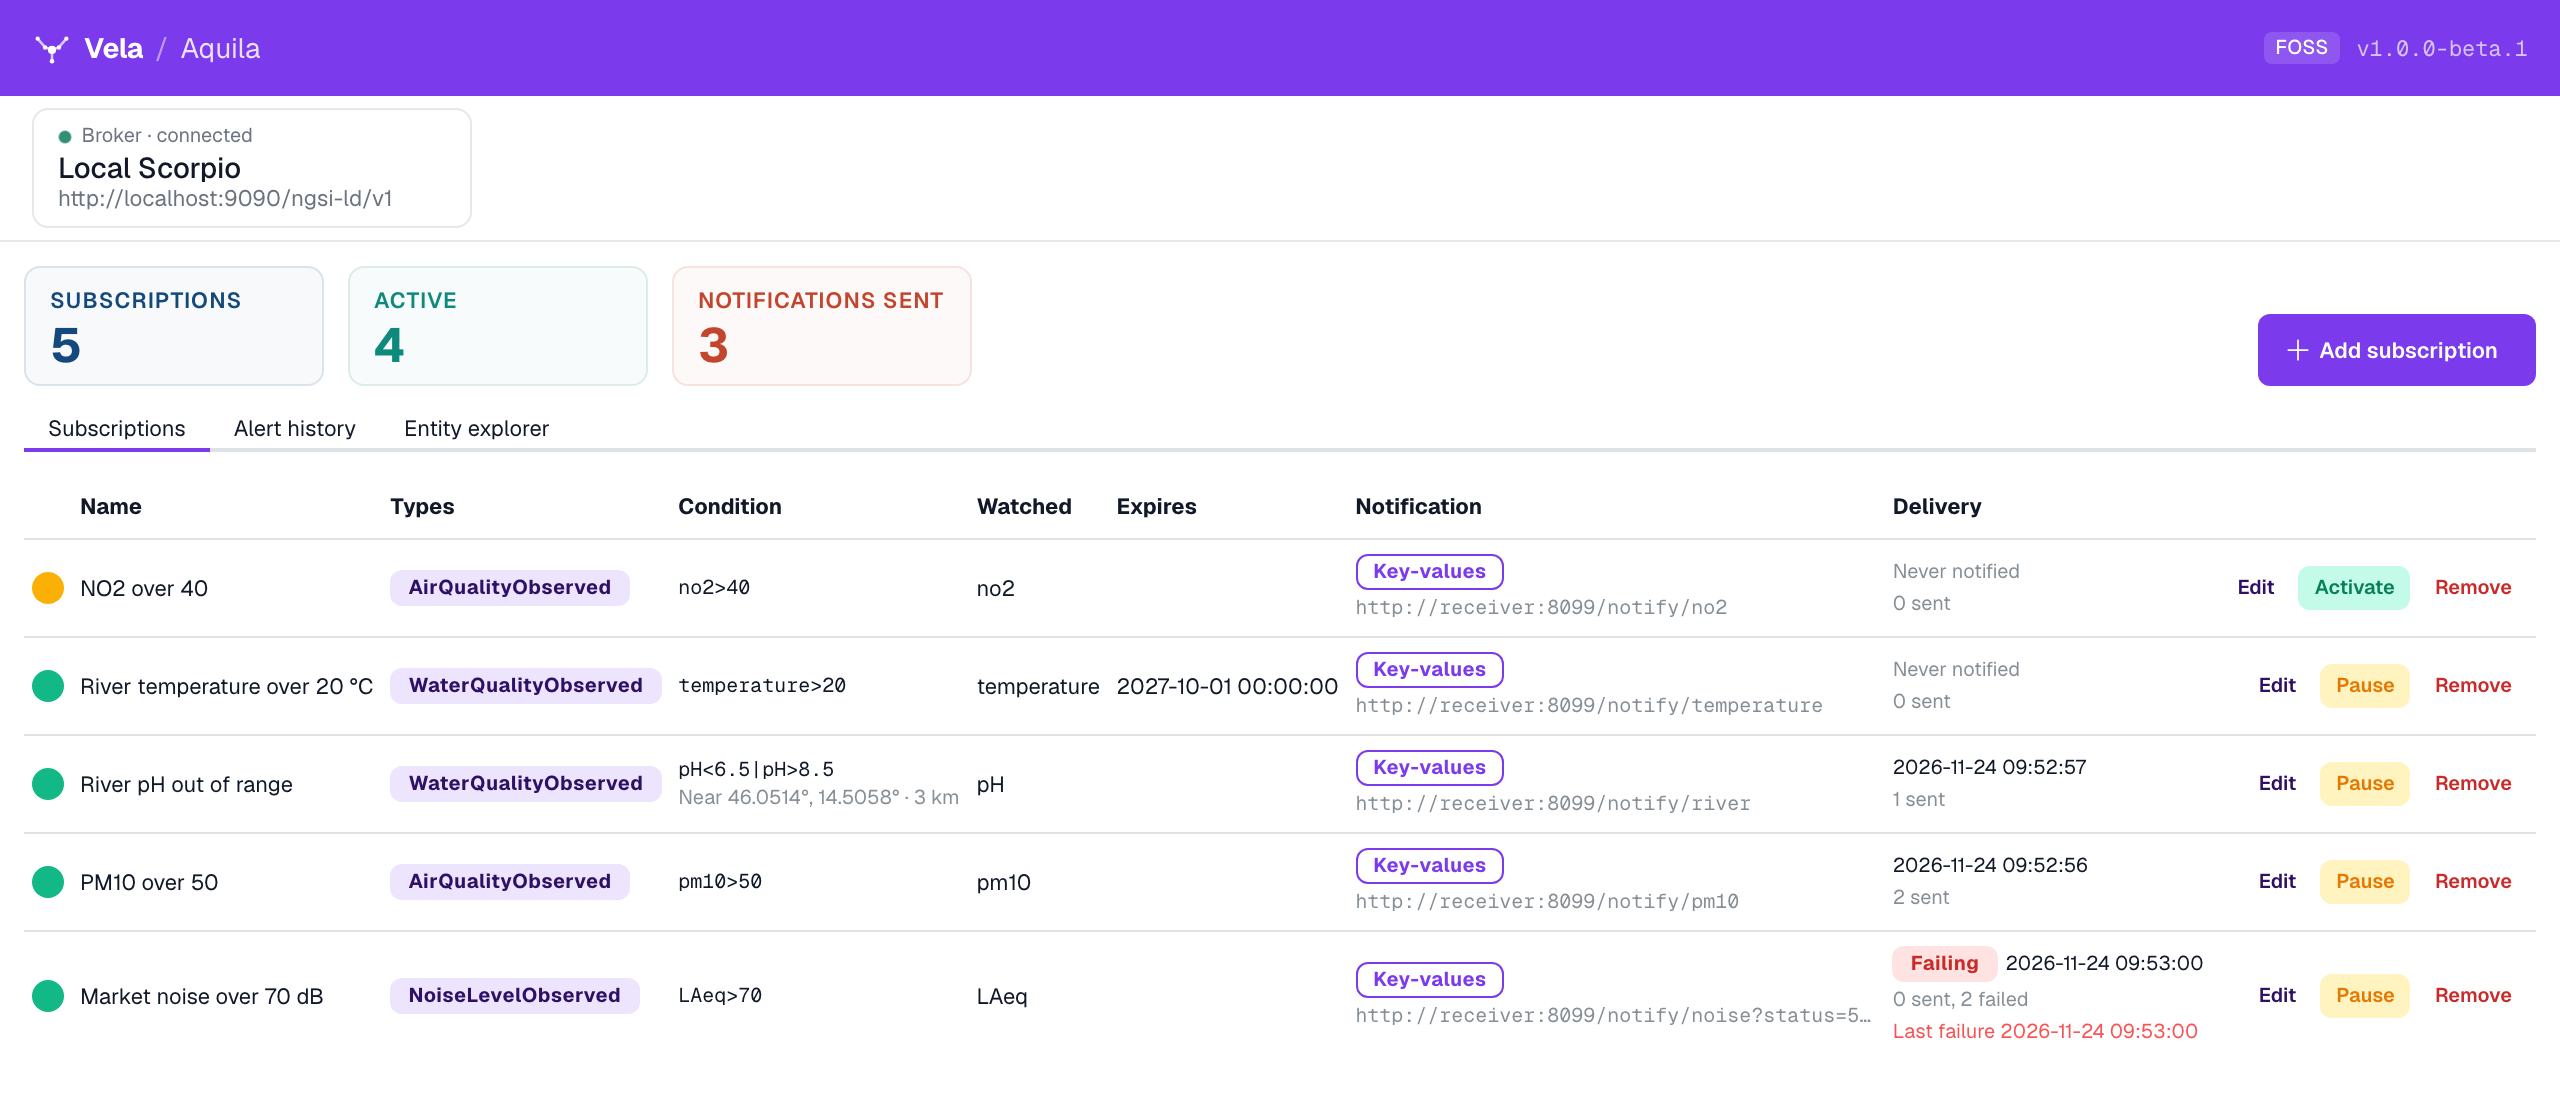 Vela / Aquila
FOSS v1.0.0-beta.1
Broker · connected
Local Scorpio
http://localhost:9090/ngsi-ld/v1
SUBSCRIPTIONS
5
ACTIVE
4
NOTIFICATIONS SENT
3
+ Add subscription
Subscriptions Alert history Entity explorer
Name Types Condition Watched Expires Notification Delivery
NO2 over 40 AirQualityObserved no2>40 no2
Key-values
http://receiver:8099/notify/no2
Never notified
0 sent
Edit Activate Remove
River temperature over 20 °C WaterQualityObserved temperature>20 temperature 2027-10-01 00:00:00
Key-values
http://receiver:8099/notify/temperature
Never notified
0 sent
Edit Pause Remove
River pH out of range WaterQualityObserved
pH<6.5|pH>8.5
Near 46.0514°, 14.5058° · 3 km
pH
Key-values
http://receiver:8099/notify/river
2026-11-24 09:52:57
1 sent
Edit Pause Remove
PM10 over 50 AirQualityObserved pm10>50 pm10
Key-values
http://receiver:8099/notify/pm10
2026-11-24 09:52:56
2 sent
Edit Pause Remove
Market noise over 70 dB NoiseLevelObserved LAeq>70 LAeq
Key-values
http://receiver:8099/notify/noise?status=5…
Failing 2026-11-24 09:53:00
0 sent, 2 failed
Last failure 2026-11-24 09:53:00
Edit Pause Remove